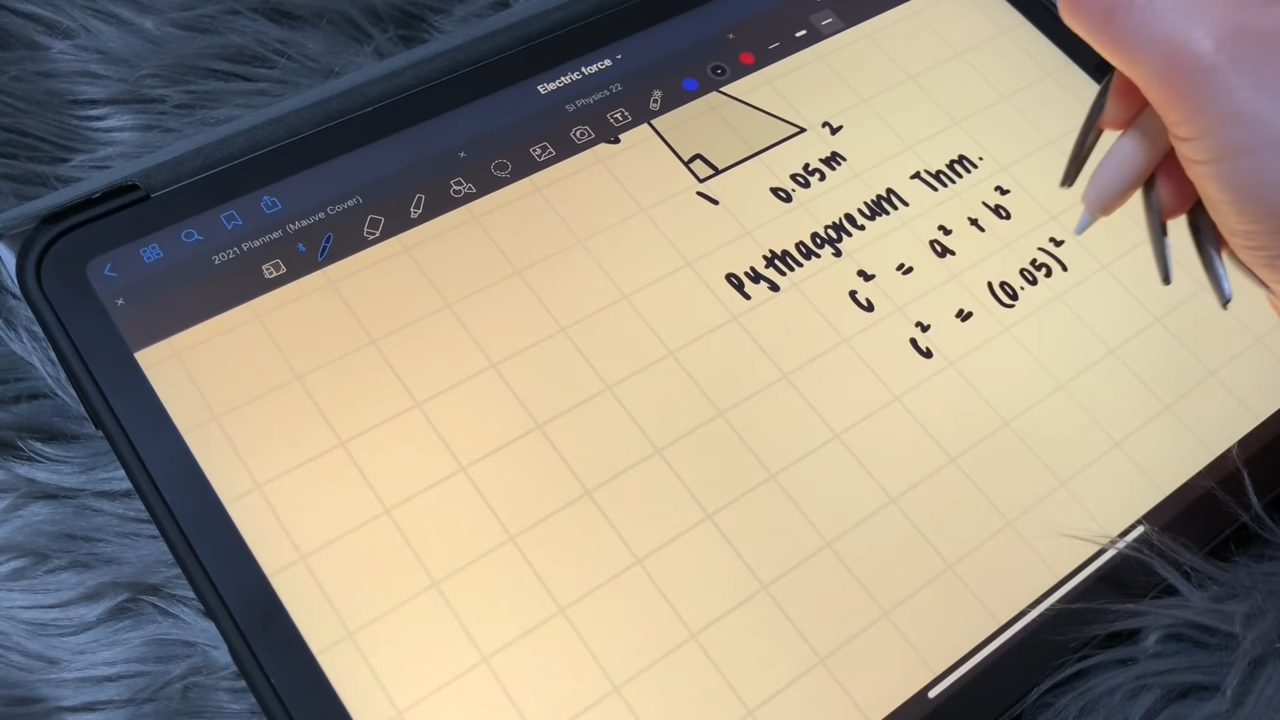 Electric force
SI Physics 22
2021 Planner (Mauve Cover)
2
1
0.05m
Pythagoreum Thm.
c² = a² + b²
c² = (0.05)²